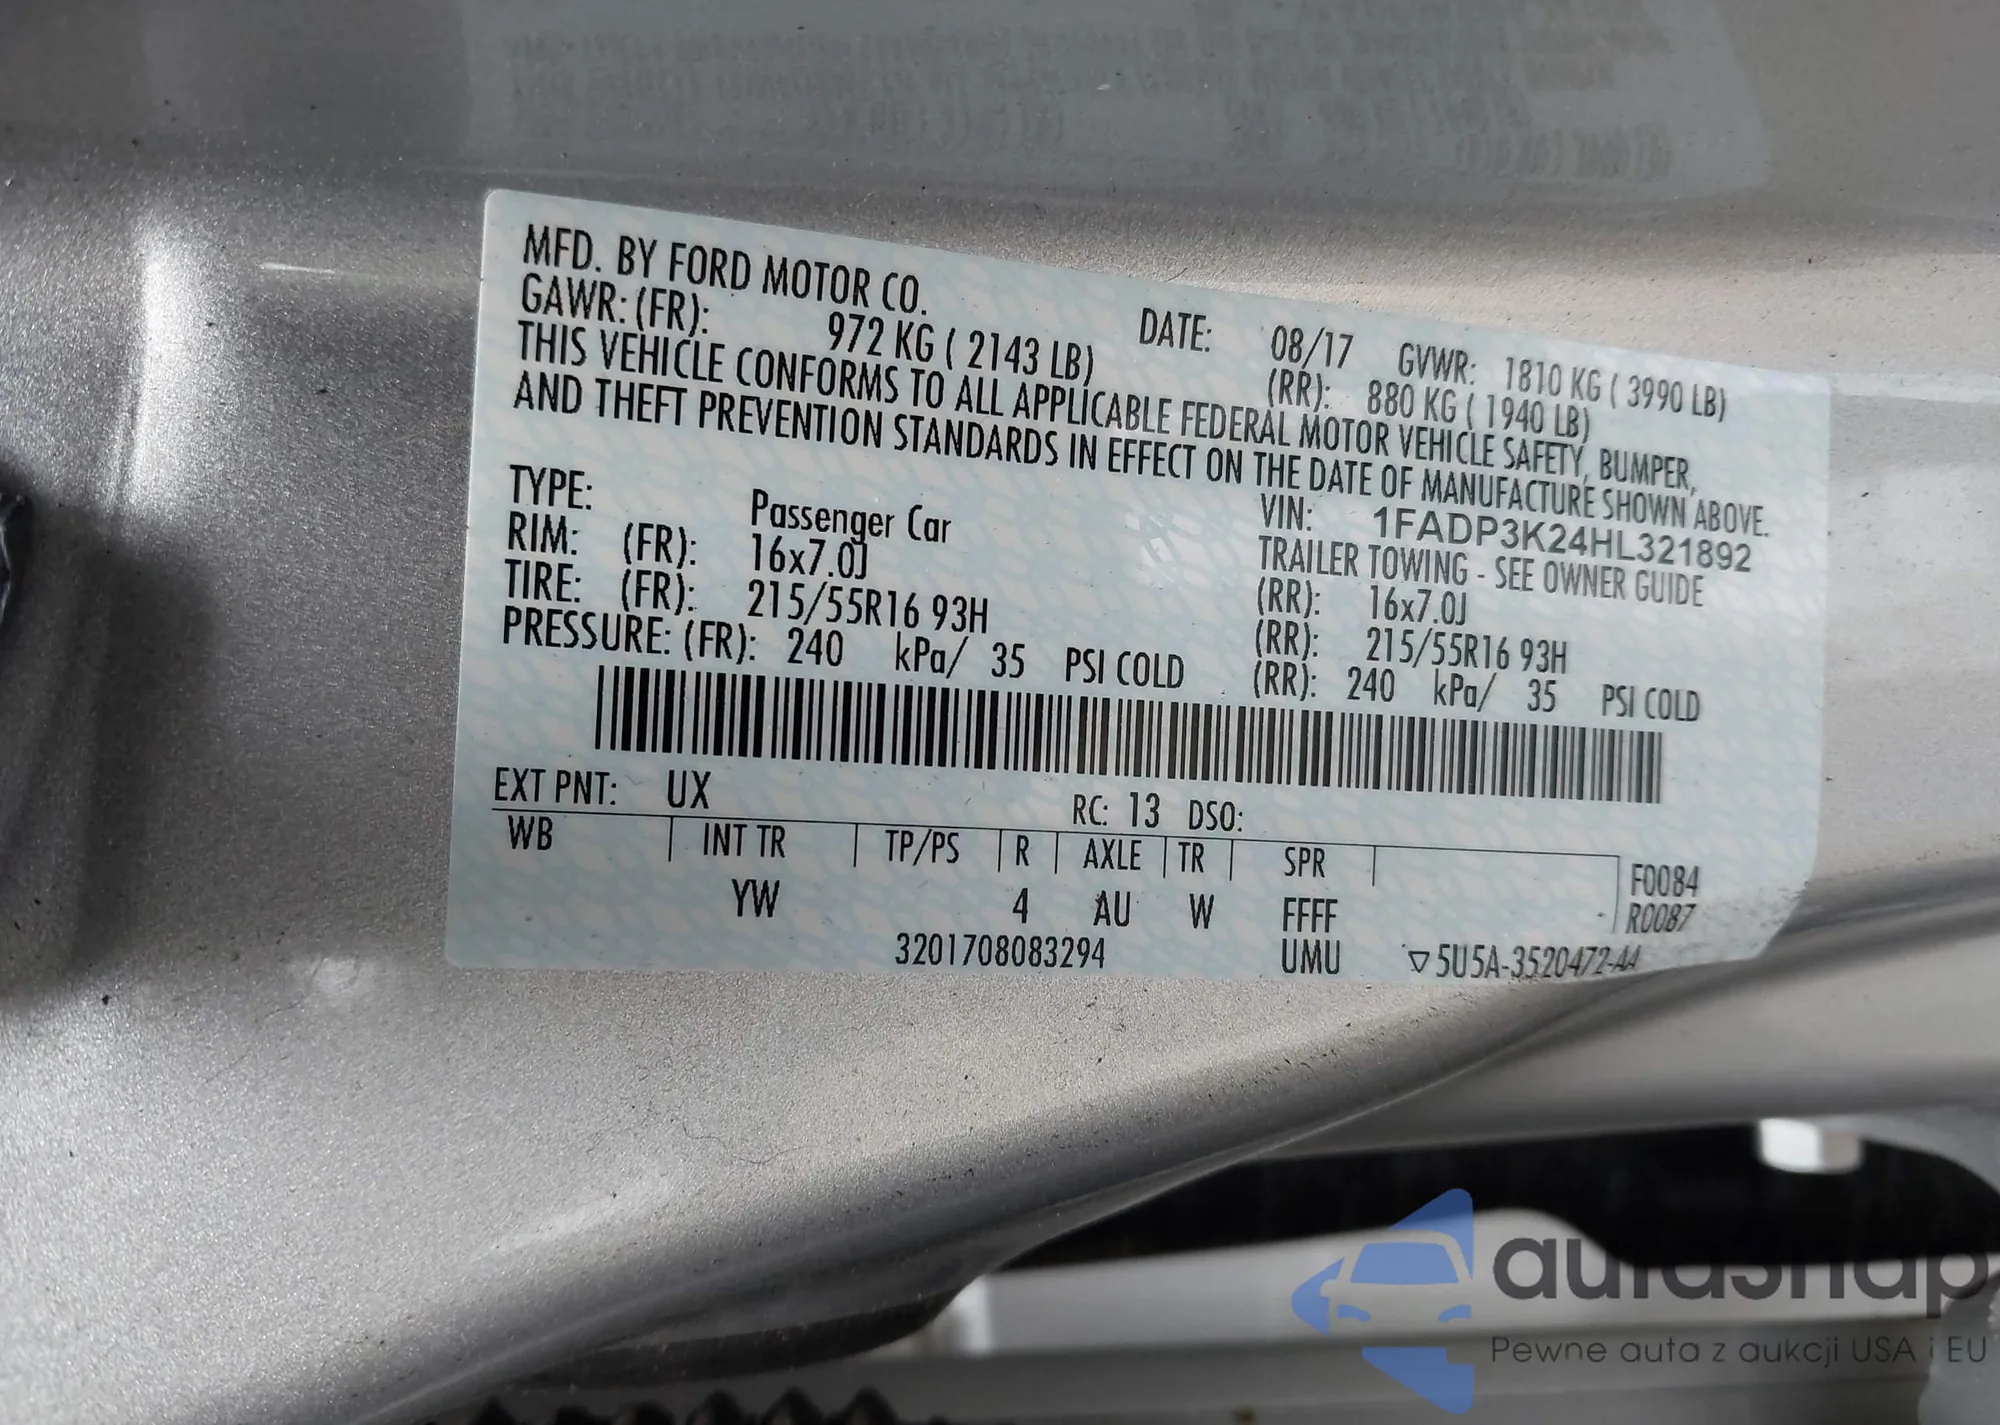 MFD. BY FORD MOTOR CO. DATE: 08/17 GVWR: 1810 KG ( 3990 LB)
GAWR: (FR): 972 KG ( 2143 LB) (RR): 880 KG ( 1940 LB)
THIS VEHICLE CONFORMS TO ALL APPLICABLE FEDERAL MOTOR VEHICLE SAFETY, BUMPER,
AND THEFT PREVENTION STANDARDS IN EFFECT ON THE DATE OF MANUFACTURE SHOWN ABOVE.
VIN: 1FADP3K24HL321892
TYPE: Passenger Car TRAILER TOWING - SEE OWNER GUIDE
RIM: (FR): 16x7.0J (RR): 16x7.0J
TIRE: (FR): 215/55R16 93H (RR): 215/55R16 93H
PRESSURE: (FR): 240 kPa/ 35 PSI COLD (RR): 240 kPa/ 35 PSI COLD
EXT PNT: UX RC: 13 DSO:
WB INT TR TP/PS R AXLE TR SPR F0084
YW 4 AU W FFFF R0087
3201708083294 UMU ▽5U5A-3520472-AA
autasnap
Pewne auta z aukcji USA i EU